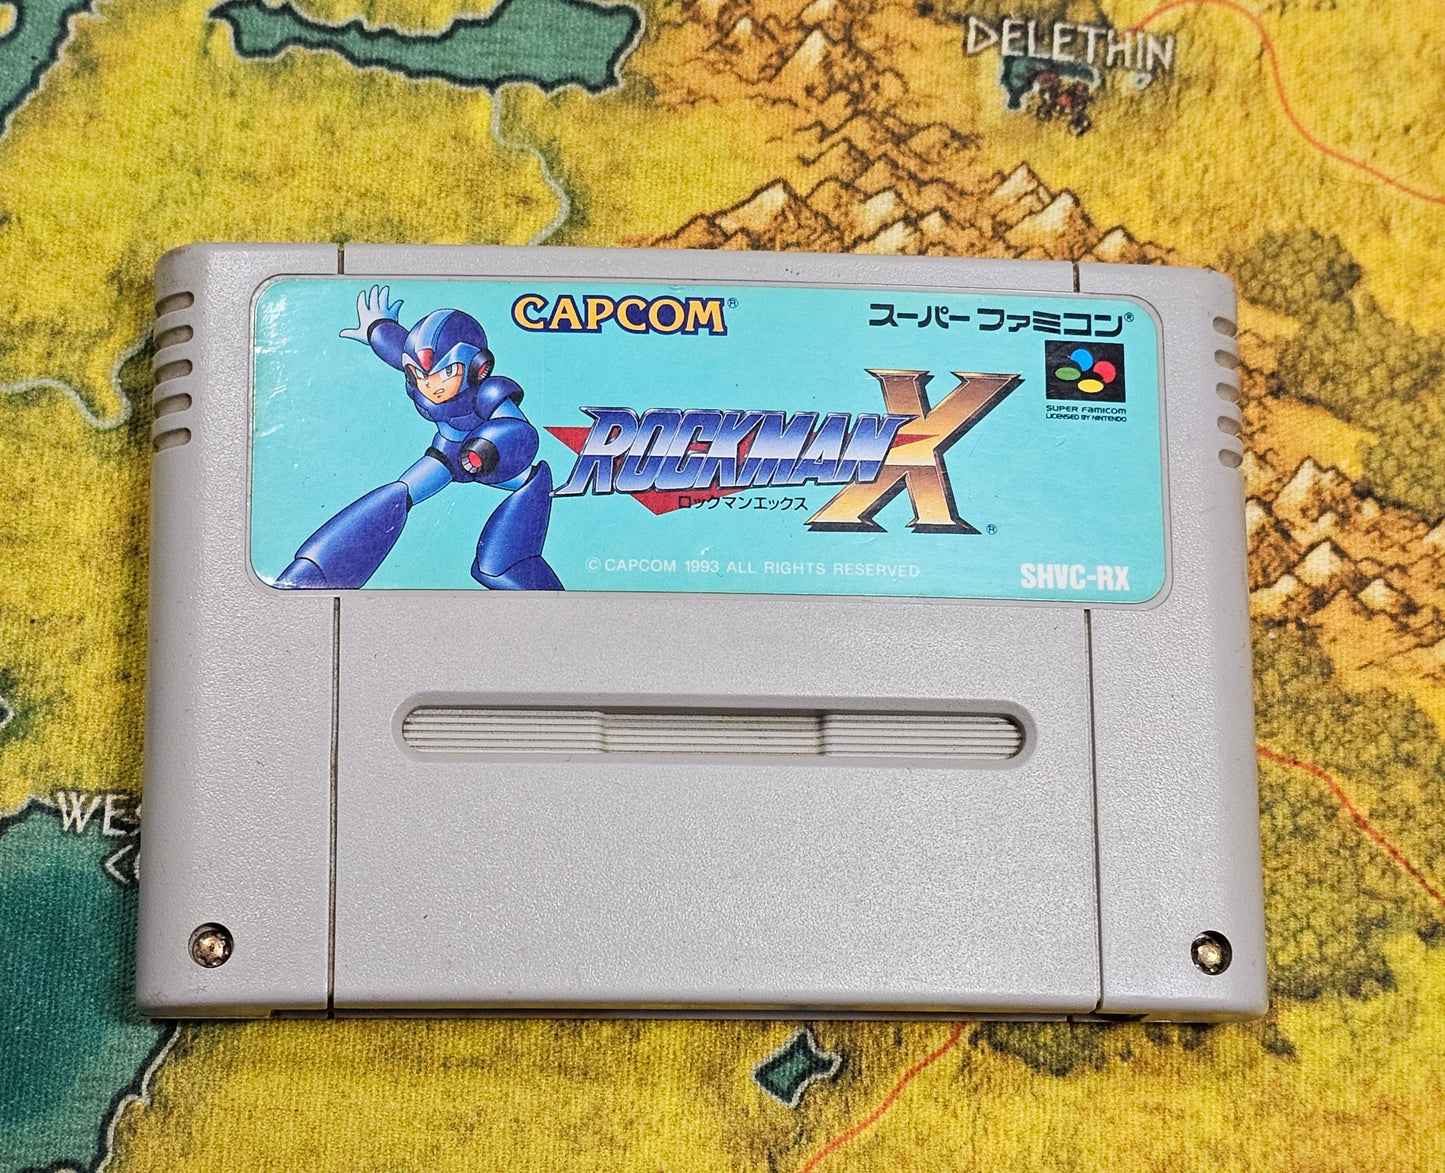 DELETHIN
CAPCOM®
スーパーファミコン®
SUPER FAMICOM
LICENSED BY NINTENDO
ROCKMAN X
ロックマンエックス
®
©CAPCOM 1993 ALL RIGHTS RESERVED.
SHVC-RX
WES